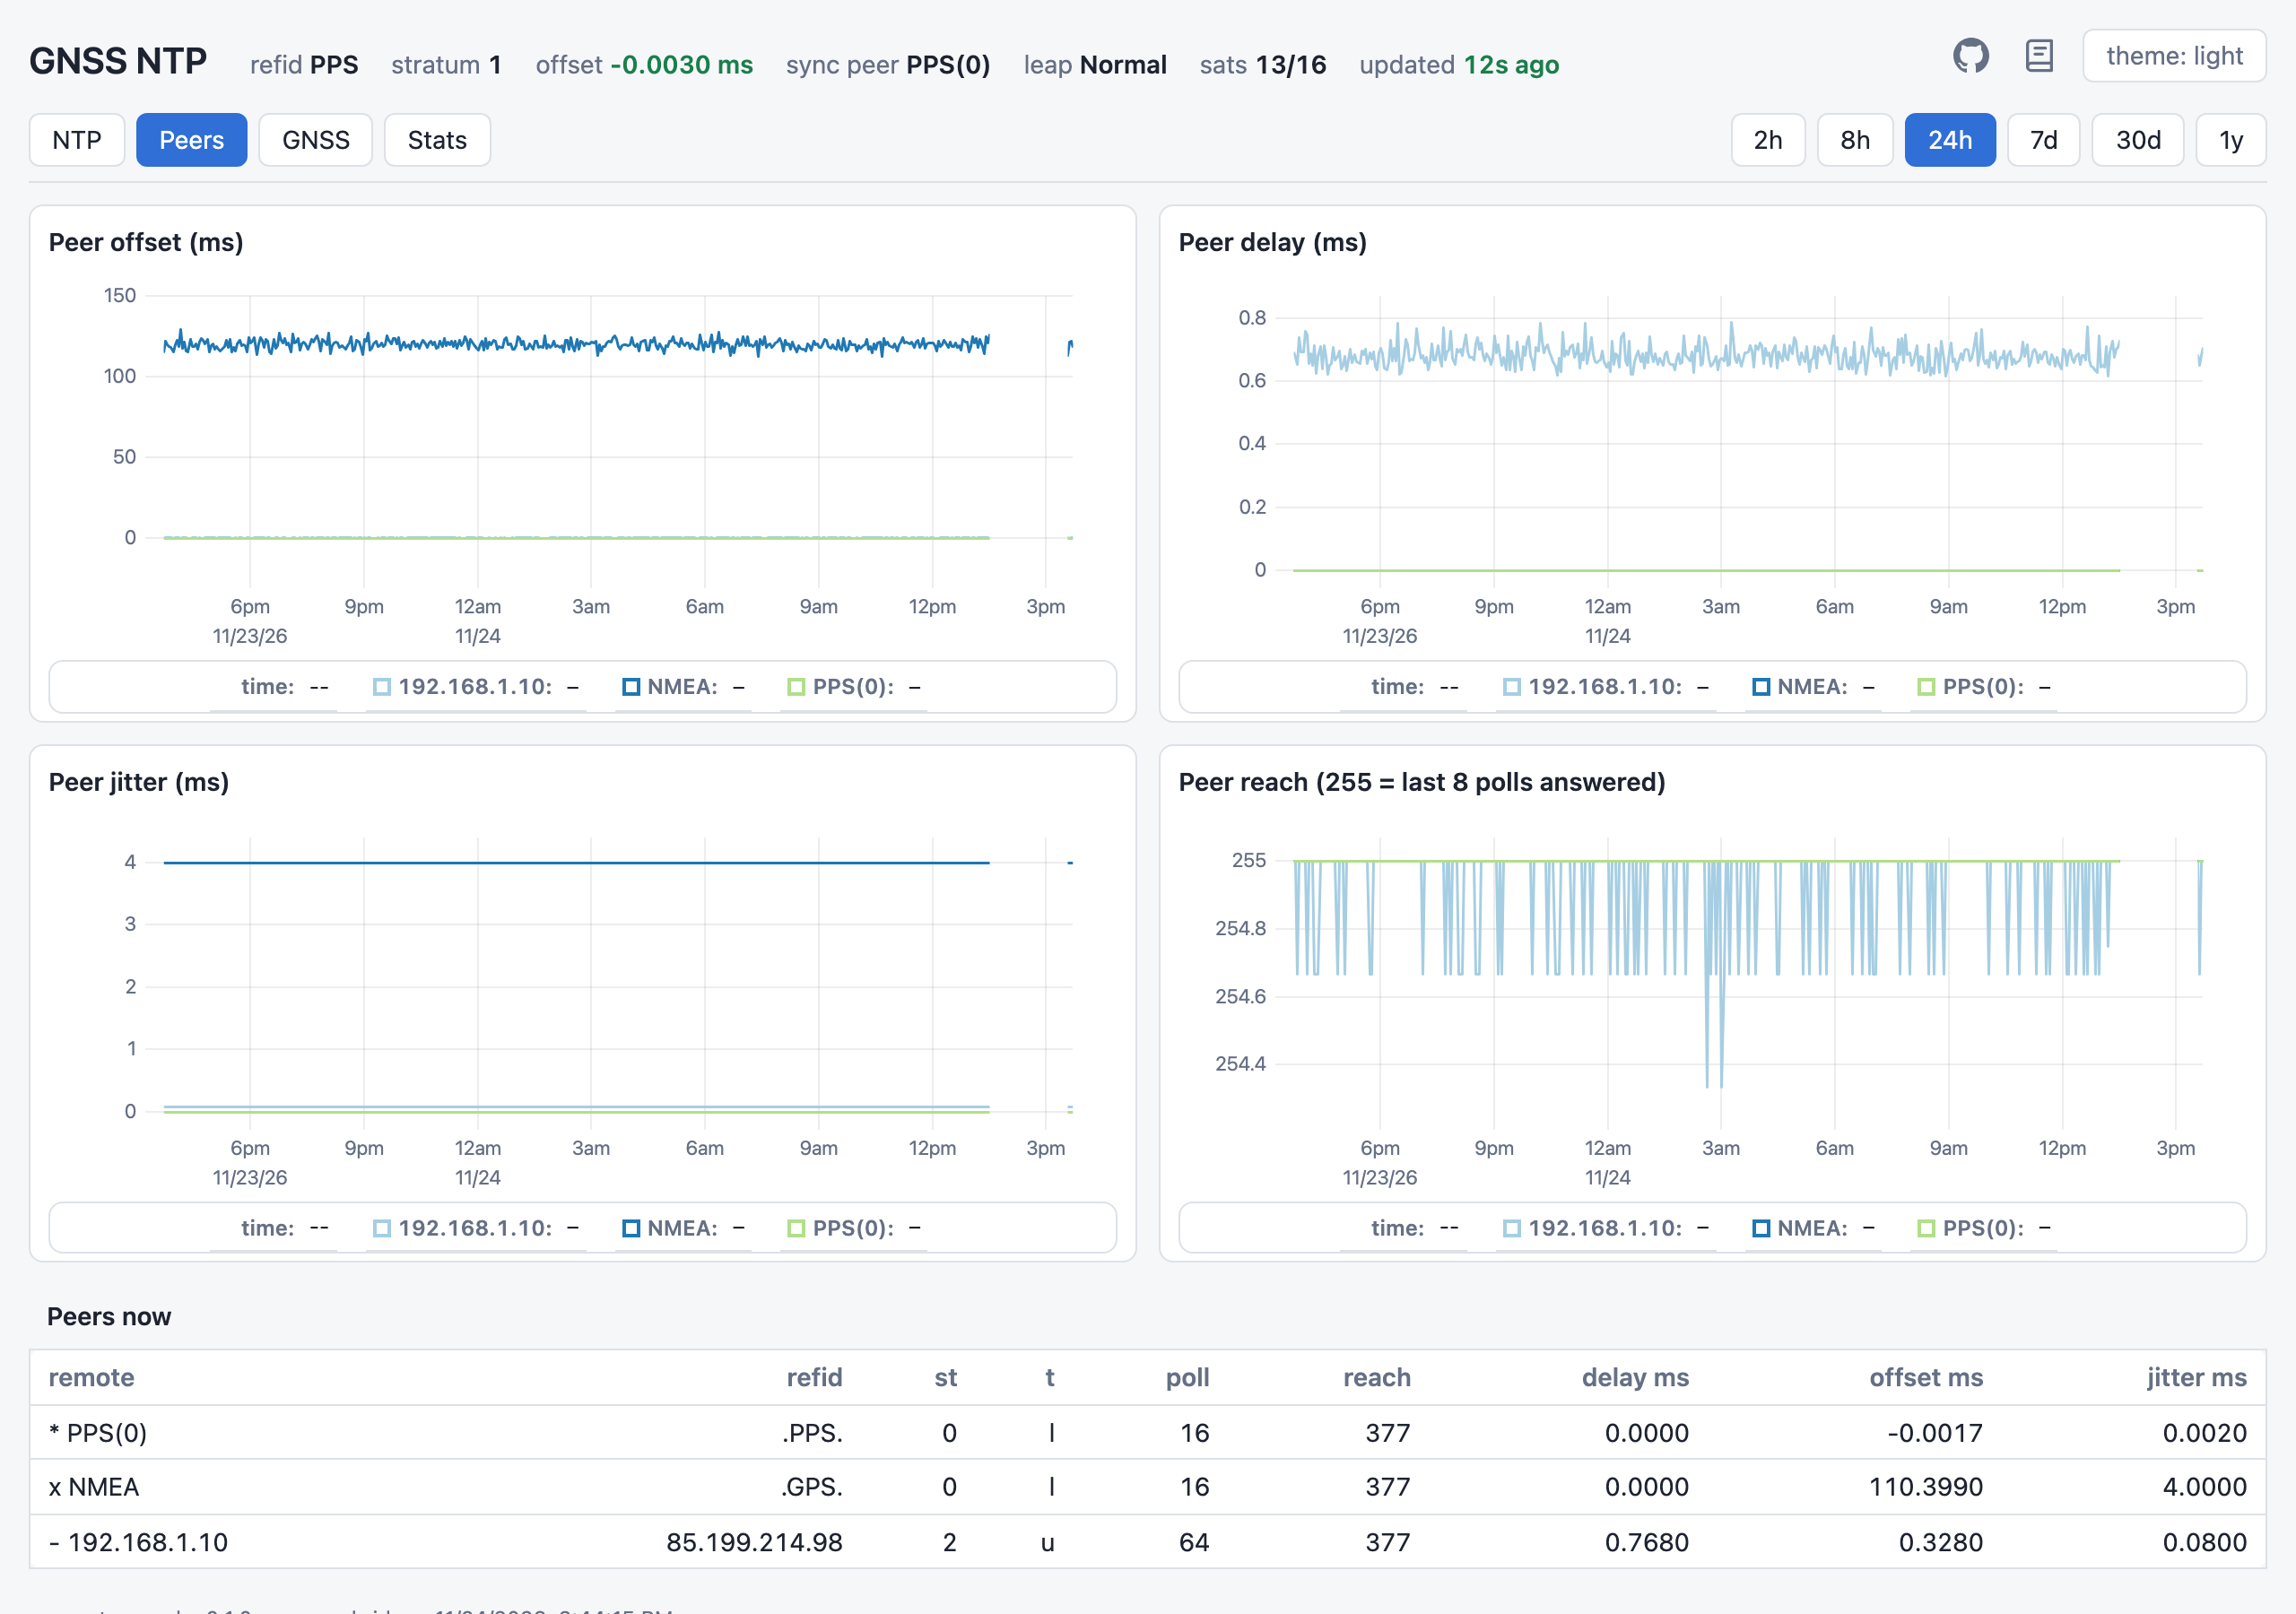 GNSS NTP refid PPS stratum 1 offset -0.0030 ms sync peer PPS(0) leap Normal sats 13/16 updated 12s ago theme: light
NTP Peers GNSS Stats 2h 8h 24h 7d 30d 1y
Peer offset (ms)
150
100
50
0
6pm 9pm 12am 3am 6am 9am 12pm 3pm
11/23/26 11/24
time: -- 192.168.1.10: – NMEA: – PPS(0): –
Peer delay (ms)
0.8
0.6
0.4
0.2
0
6pm 9pm 12am 3am 6am 9am 12pm 3pm
11/23/26 11/24
time: -- 192.168.1.10: – NMEA: – PPS(0): –
Peer jitter (ms)
4
3
2
1
0
6pm 9pm 12am 3am 6am 9am 12pm 3pm
11/23/26 11/24
time: -- 192.168.1.10: – NMEA: – PPS(0): –
Peer reach (255 = last 8 polls answered)
255
254.8
254.6
254.4
6pm 9pm 12am 3am 6am 9am 12pm 3pm
11/23/26 11/24
time: -- 192.168.1.10: – NMEA: – PPS(0): –
Peers now
remote refid st t poll reach delay ms offset ms jitter ms
* PPS(0) .PPS. 0 l 16 377 0.0000 -0.0017 0.0020
x NMEA .GPS. 0 l 16 377 0.0000 110.3990 4.0000
- 192.168.1.10 85.199.214.98 2 u 64 377 0.7680 0.3280 0.0800